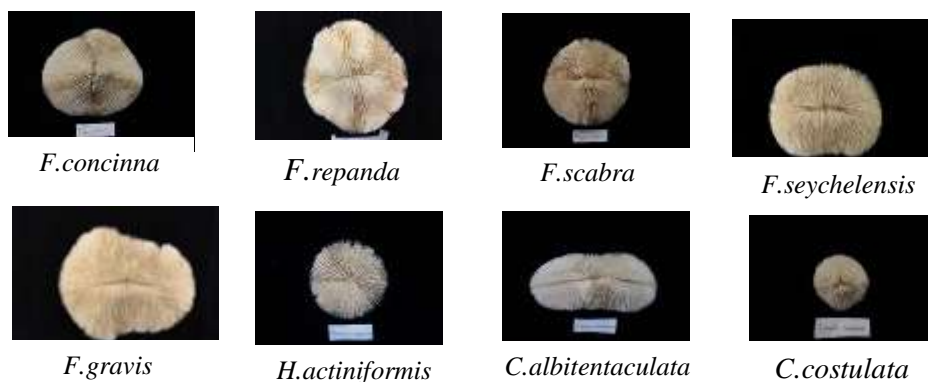 F.concinna
F.repanda
F.scabra
F.seychelensis
F.gravis
H.actiniformis
C.albitentaculata
C.costulata